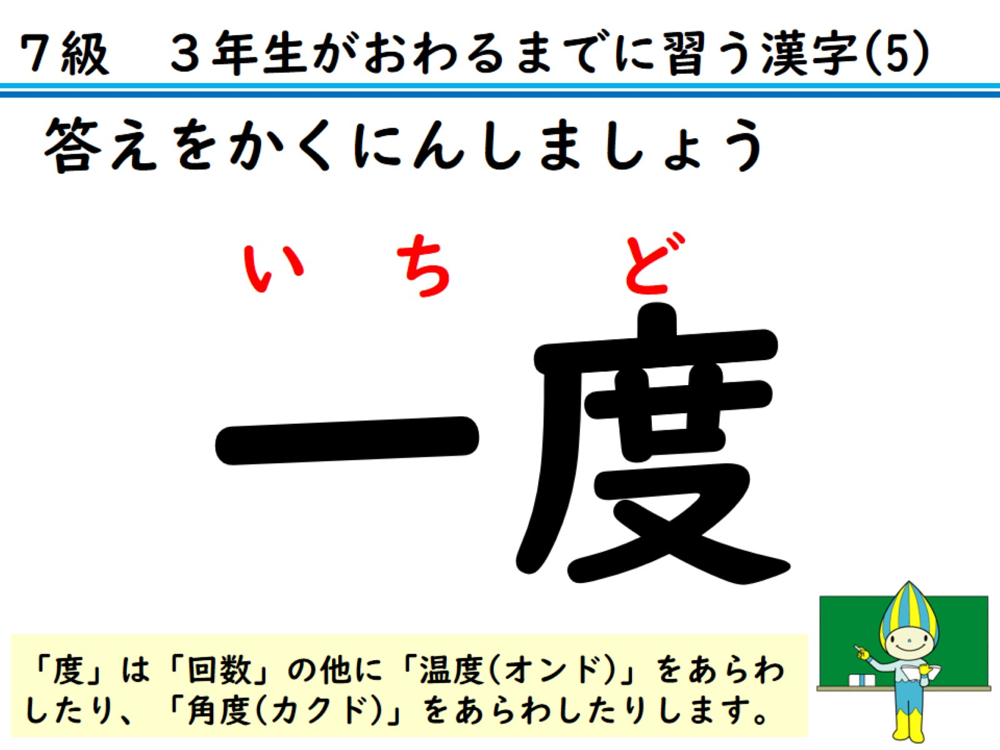 ７級　３年生がおわるまでに習う漢字(5)
答えをかくにんしましょう
いちど
一度
「度」は「回数」の他に「温度(オンド)」をあらわ
したり、「角度(カクド)」をあらわしたりします。